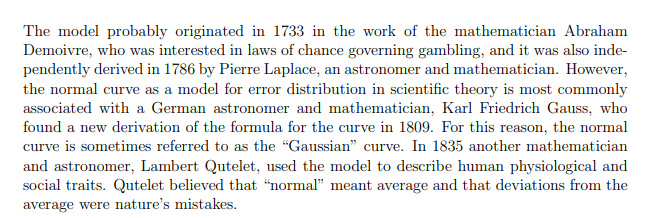 The model probably originated in 1733 in the work of the mathematician Abraham
Demoivre, who was interested in laws of chance governing gambling, and it was also inde-
pendently derived in 1786 by Pierre Laplace, an astronomer and mathematician. However,
the normal curve as a model for error distribution in scientific theory is most commonly
associated with a German astronomer and mathematician, Karl Friedrich Gauss, who
found a new derivation of the formula for the curve in 1809. For this reason, the normal
curve is sometimes referred to as the “Gaussian” curve. In 1835 another mathematician
and astronomer, Lambert Qutelet, used the model to describe human physiological and
social traits. Qutelet believed that “normal” meant average and that deviations from the
average were nature’s mistakes.